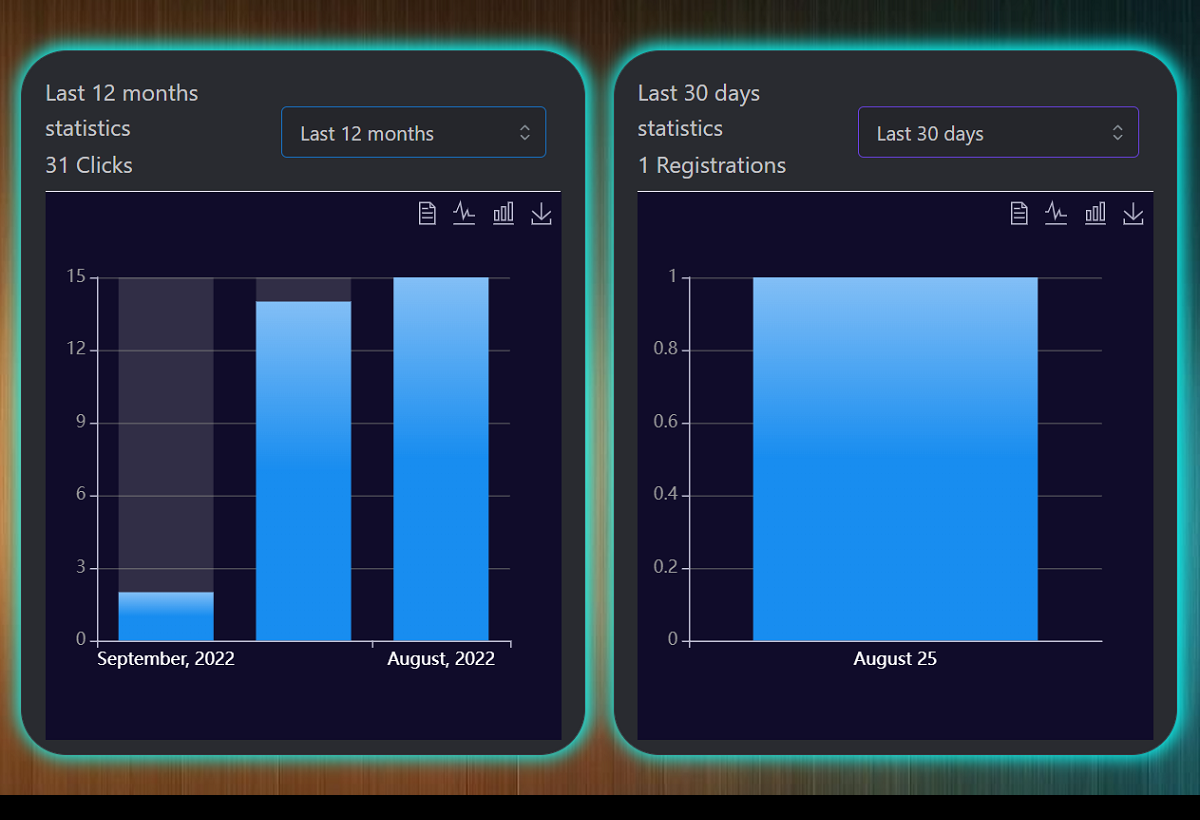 Last 12 months
statistics
31 Clicks
Last 12 months
15
12
9
6
3
0
September, 2022
August, 2022
Last 30 days
statistics
1 Registrations
Last 30 days
1
0.8
0.6
0.4
0.2
0
August 25